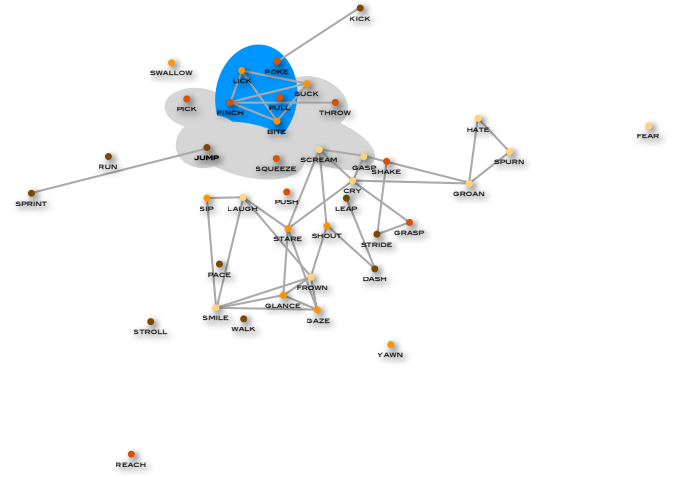 KICK
SWALLOW
POKE
LICK
SUCK
PICK
PINCH
PULL
THROW
BITE
HATE
FEAR
JUMP
RUN
SQUEEZE
SCREAM
GASP
SHAKE
SPURN
SPRINT
CRY
GROAN
SIP
LAUGH
PUSH
LEAP
STARE
SHOUT
STRIDE
GRASP
PACE
FROWN
DASH
SMILE
GLANCE
GAZE
STROLL
WALK
YAWN
REACH